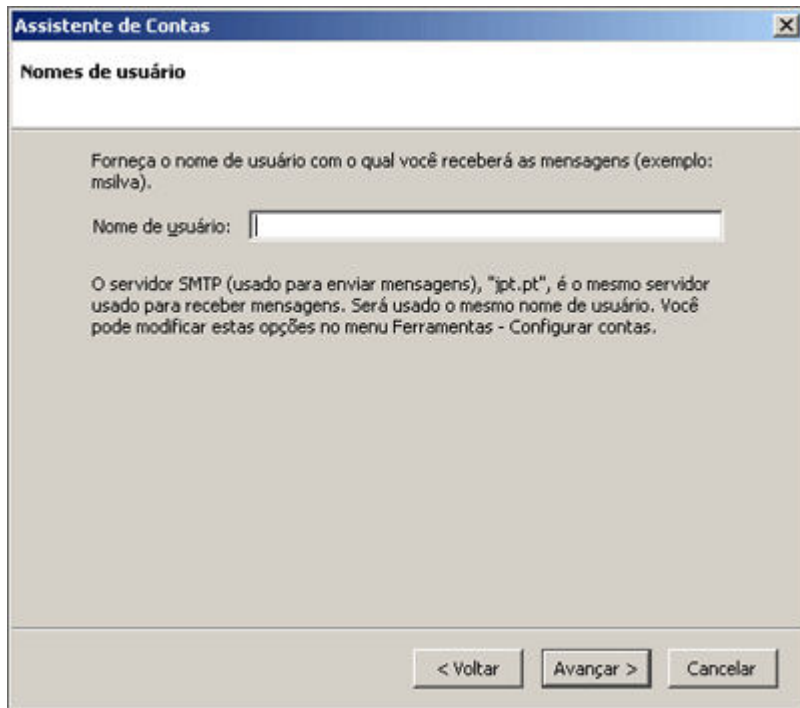 Assistente de Contas
Nomes de usuário
Forneça o nome de usuário com o qual você receberá as mensagens (exemplo:
msilva).
Nome de usuário:
O servidor SMTP (usado para enviar mensagens), "jpt.pt", é o mesmo servidor
usado para receber mensagens. Será usado o mesmo nome de usuário. Você
pode modificar estas opções no menu Ferramentas - Configurar contas.
< Voltar
Avançar >
Cancelar